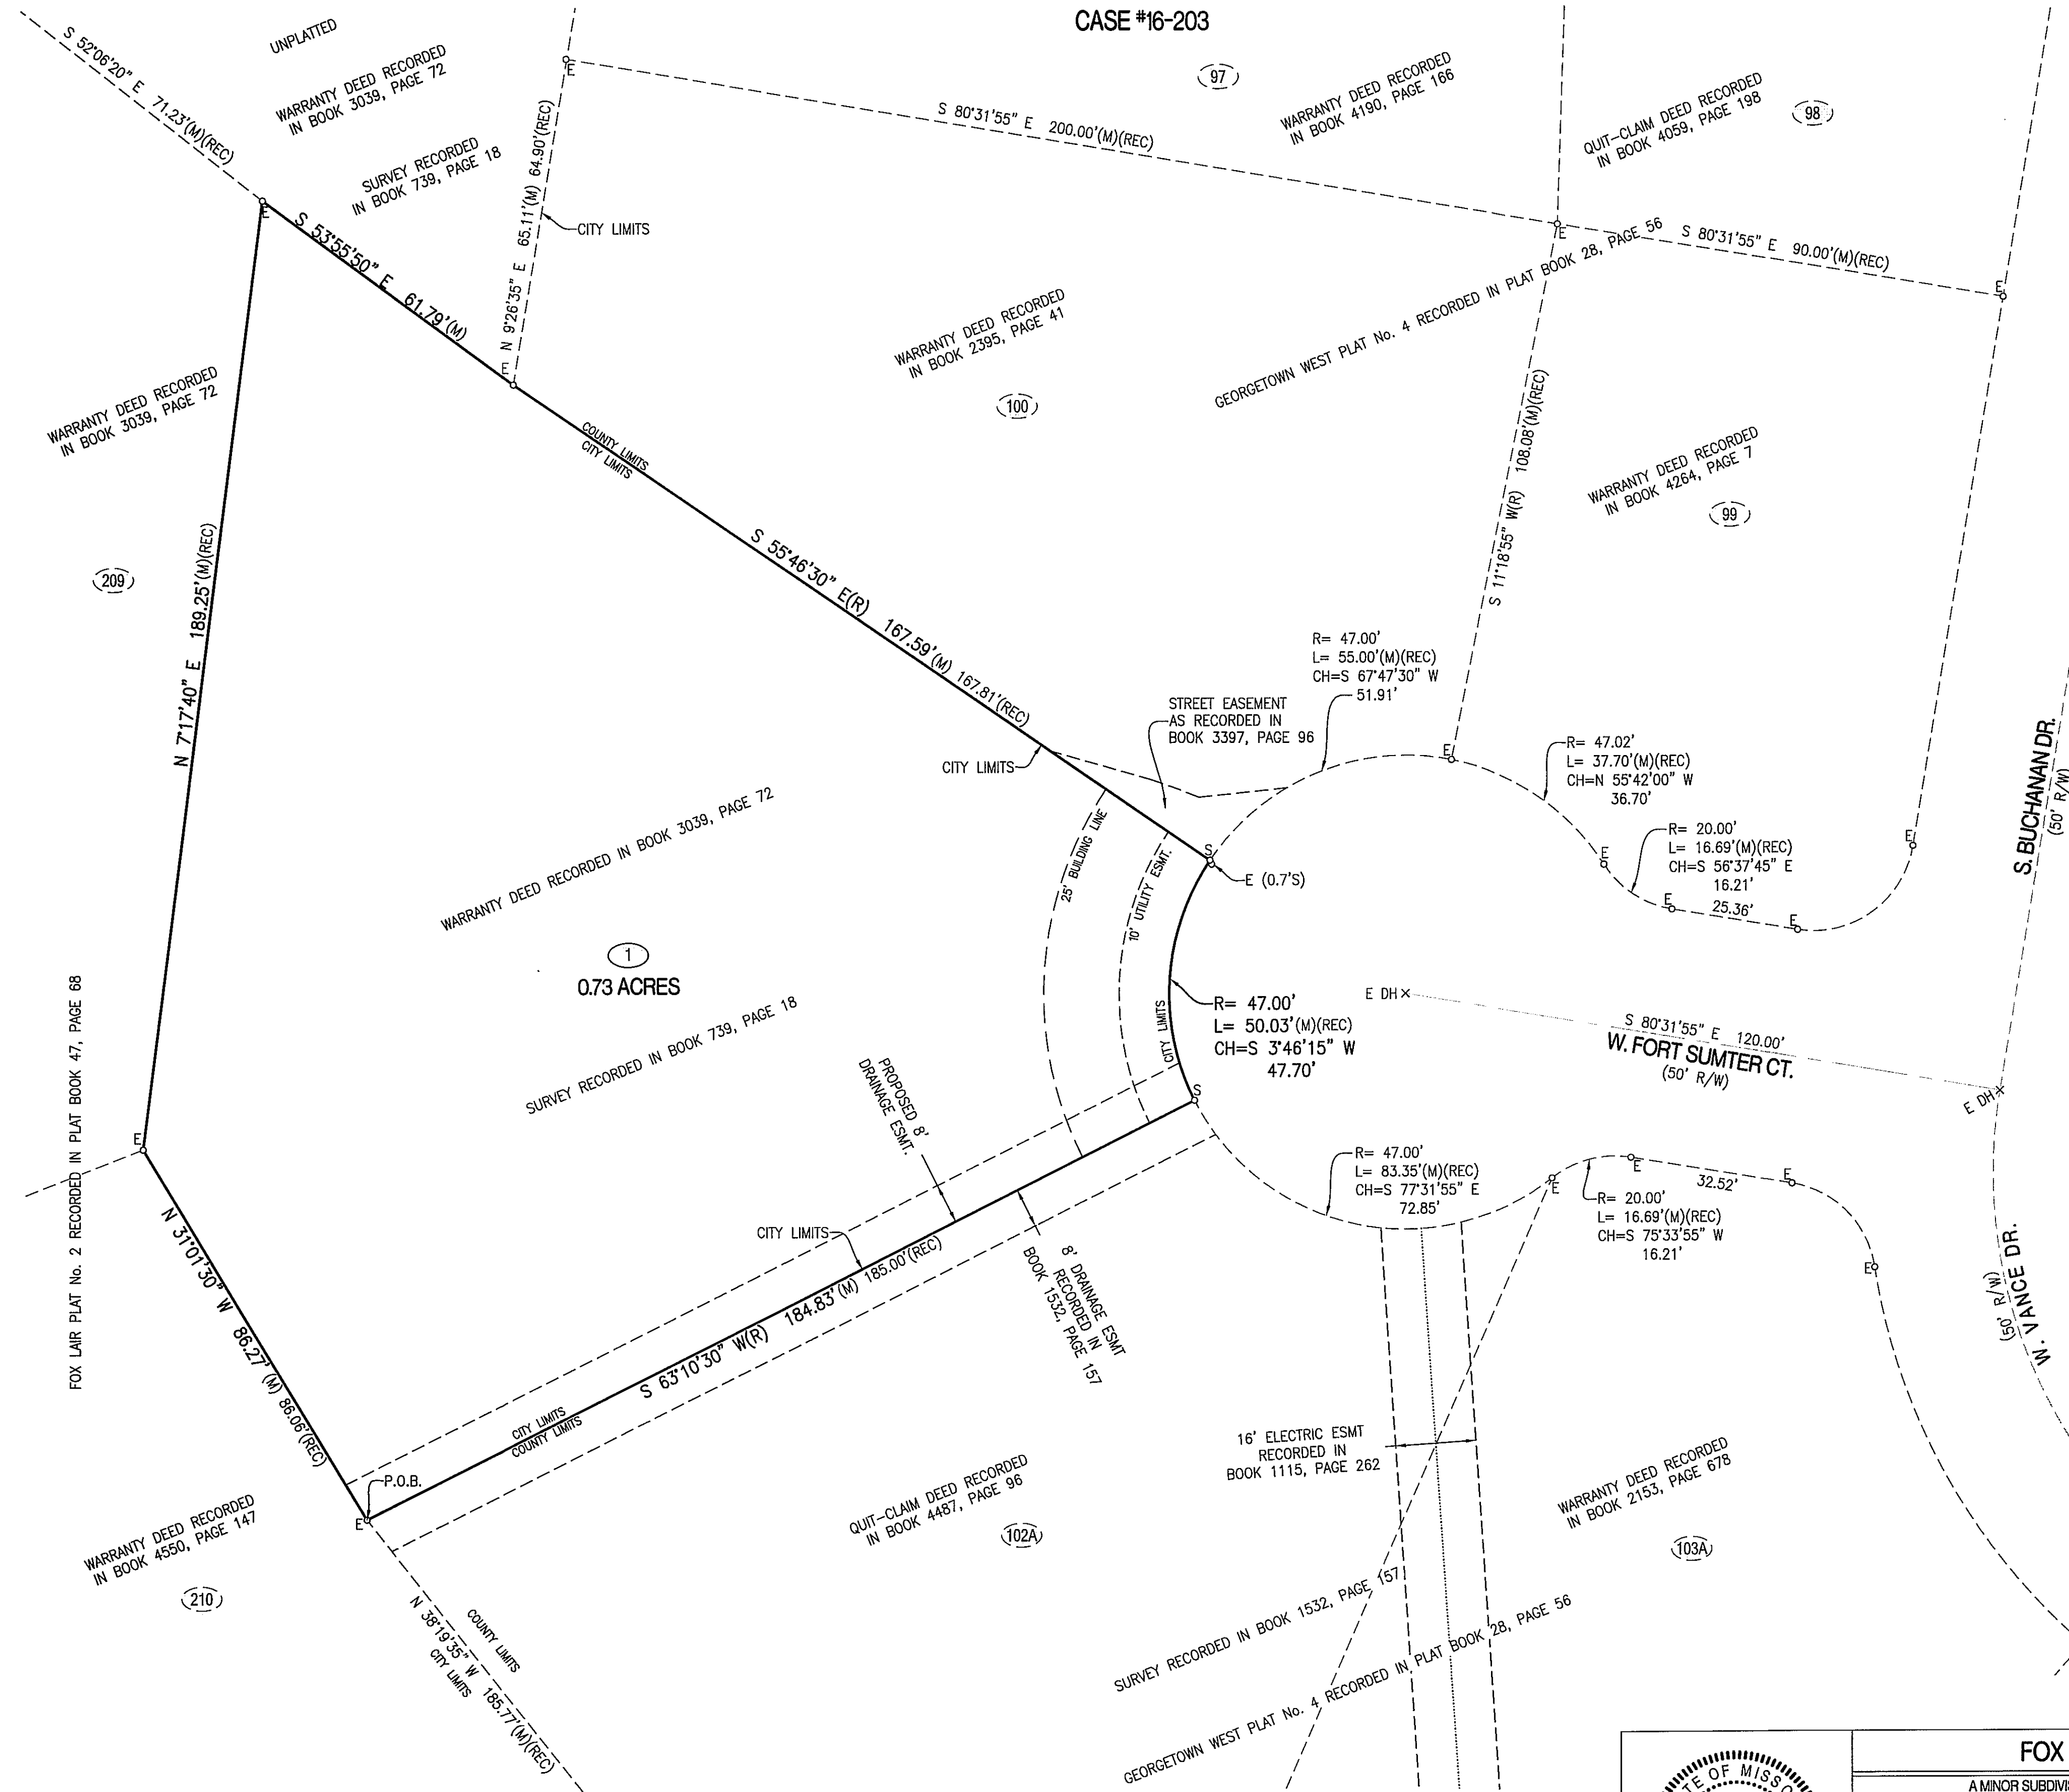 CASE #16-203
UNPLATTED
S 52°06'20" E 71.23'(M)(REC)
WARRANTY DEED RECORDED
IN BOOK 3039, PAGE 72
SURVEY RECORDED
IN BOOK 739, PAGE 18
N 9°26'35" E 65.11'(M) 64.90'(REC)
CITY LIMITS
E
S 80°31'55" E 200.00'(M)(REC)
97
WARRANTY DEED RECORDED
IN BOOK 4190, PAGE 166
QUIT-CLAIM DEED RECORDED
IN BOOK 4059, PAGE 198
98
E
S 80°31'55" E 90.00'(M)(REC)
E
E
S 53°55'50" E 61.79'(M)
E
WARRANTY DEED RECORDED
IN BOOK 2395, PAGE 41
100
GEORGETOWN WEST PLAT No. 4 RECORDED IN PLAT BOOK 28, PAGE 56
WARRANTY DEED RECORDED
IN BOOK 3039, PAGE 72
209
COUNTY LIMITS
CITY LIMITS
S 11°18'55" W(R) 108.08'(M)(REC)
WARRANTY DEED RECORDED
IN BOOK 4264, PAGE 7
99
N 7°17'40" E 189.25'(M)(REC)
S 55°46'30" E(R) 167.59'(M) 167.81'(REC)
CITY LIMITS
STREET EASEMENT
AS RECORDED IN
BOOK 3397, PAGE 96
R= 47.00'
L= 55.00'(M)(REC)
CH=S 67°47'30" W
51.91'
E
R= 47.02'
L= 37.70'(M)(REC)
CH=N 55°42'00" W
36.70'
E
R= 20.00'
L= 16.69'(M)(REC)
CH=S 56°37'45" E
16.21'
E
25.36'
E
E
S. BUCHANAN DR.
(50' R/W)
WARRANTY DEED RECORDED IN BOOK 3039, PAGE 72
1
0.73 ACRES
SURVEY RECORDED IN BOOK 739, PAGE 18
25' BUILDING LINE
10' UTILITY ESMT.
S
E (0.7'S)
CITY LIMITS
R= 47.00'
L= 50.03'(M)(REC)
CH=S 3°46'15" W
47.70'
S
E DH
S 80°31'55" E 120.00'
W. FORT SUMTER CT.
(50' R/W)
E DH
FOX LAIR PLAT No. 2 RECORDED IN PLAT BOOK 47, PAGE 68
E
PROPOSED 8'
DRAINAGE ESMT.
CITY LIMITS
8' DRAINAGE ESMT
RECORDED IN
BOOK 1532, PAGE 157
R= 47.00'
L= 83.35'(M)(REC)
CH=S 77°31'55" E
72.85'
E
E
R= 20.00'
L= 16.69'(M)(REC)
CH=S 75°33'55" W
16.21'
32.52'
E
E
W. VANCE DR.
(50' R/W)
N 31°01'30" W 86.27'(M) 86.06'(REC)
S 63°10'30" W(R) 184.83'(M) 185.00'(REC)
CITY LIMITS
COUNTY LIMITS
P.O.B.
E
WARRANTY DEED RECORDED
IN BOOK 4550, PAGE 147
210
QUIT-CLAIM DEED RECORDED
IN BOOK 4487, PAGE 96
102A
16' ELECTRIC ESMT
RECORDED IN
BOOK 1115, PAGE 262
WARRANTY DEED RECORDED
IN BOOK 2153, PAGE 678
103A
N 38°19'35" W 185.77'(M)(REC)
COUNTY LIMITS
CITY LIMITS
SURVEY RECORDED IN BOOK 1532, PAGE 157
GEORGETOWN WEST PLAT No. 4 RECORDED IN PLAT BOOK 28, PAGE 56
FOX
A MINOR SUBDIVIS
TE OF MISSO